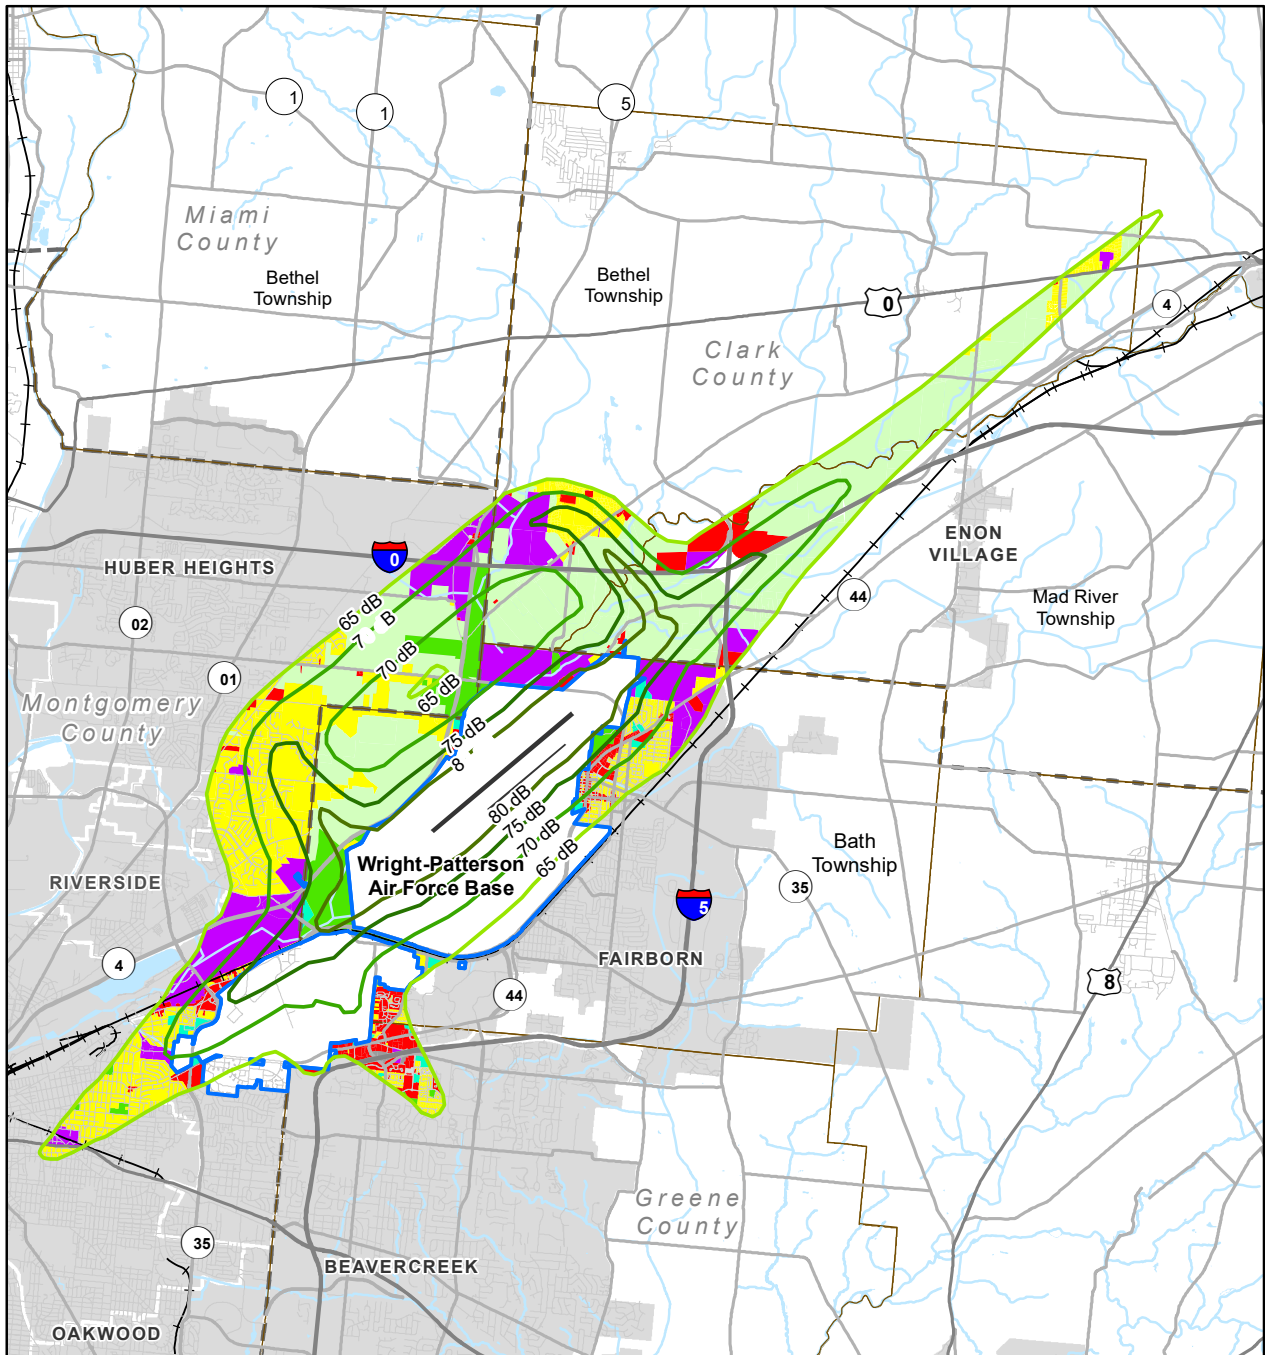 1
1
5
Miami
County
Bethel
Township
Bethel
Township
0
4
Clark
County
ENON
VILLAGE
0
HUBER HEIGHTS
44
Mad River
Township
65 dB
02
7 B
70 dB
01
65 dB
Montgomery
County
75 dB
8
80 dB
75 dB
70 dB
65 dB
Bath
Township
Wright-Patterson
Air Force Base
RIVERSIDE
35
5
FAIRBORN
4
8
44
Greene
County
35
BEAVERCREEK
OAKWOOD